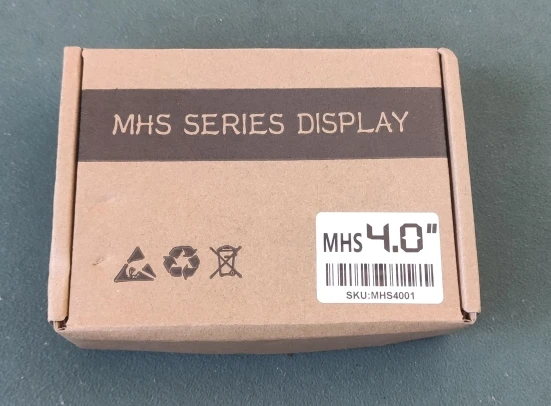 MHS SERIES DISPLAY
MHS 4.0"
SKU:MHS4001